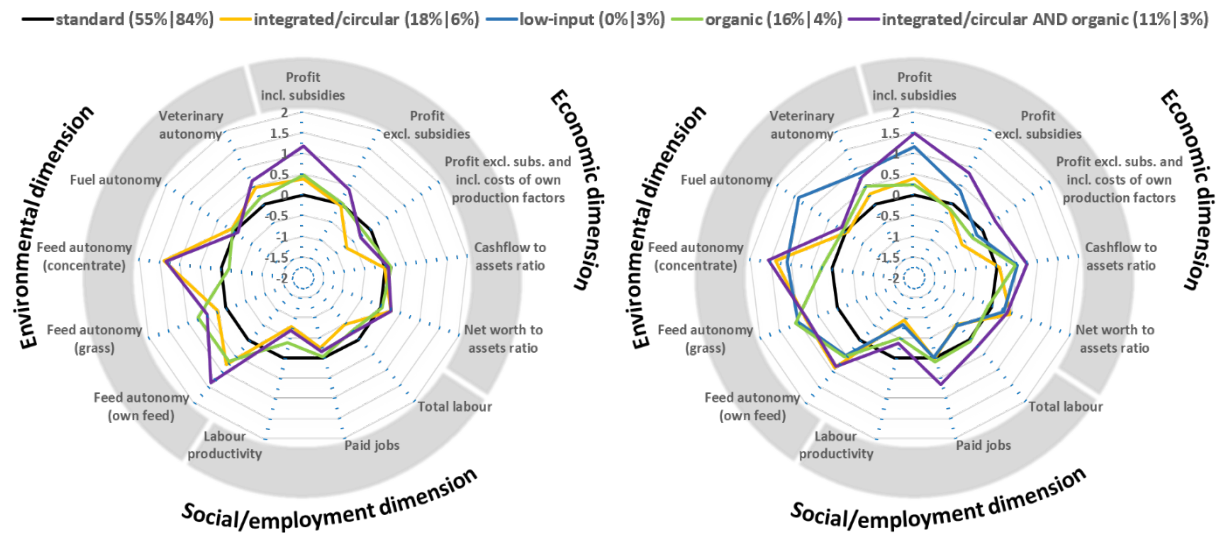 standard (55%|84%) integrated/circular (18%|6%) low-input (0%|3%) organic (16%|4%) integrated/circular AND organic (11%|3%)
Environmental dimension
Economic dimension
Social/employment dimension
Profit
incl. subsidies
Profit
excl. subsidies
Profit excl. subs. and
incl. costs of own
production factors
Cashflow to
assets ratio
Net worth to
assets ratio
Total labour
Paid jobs
Labour
productivity
Feed autonomy
(own feed)
Feed autonomy
(grass)
Feed autonomy
(concentrate)
Fuel autonomy
Veterinary
autonomy
2
1.5
1
0.5
0
-0.5
-1
-1.5
-2
Environmental dimension
Economic dimension
Social/employment dimension
Profit
incl. subsidies
Profit
excl. subsidies
Profit excl. subs. and
incl. costs of own
production factors
Cashflow to
assets ratio
Net worth to
assets ratio
Total labour
Paid jobs
Labour
productivity
Feed autonomy
(own feed)
Feed autonomy
(grass)
Feed autonomy
(concentrate)
Fuel autonomy
Veterinary
autonomy
2
1.5
1
0.5
0
-0.5
-1
-1.5
-2